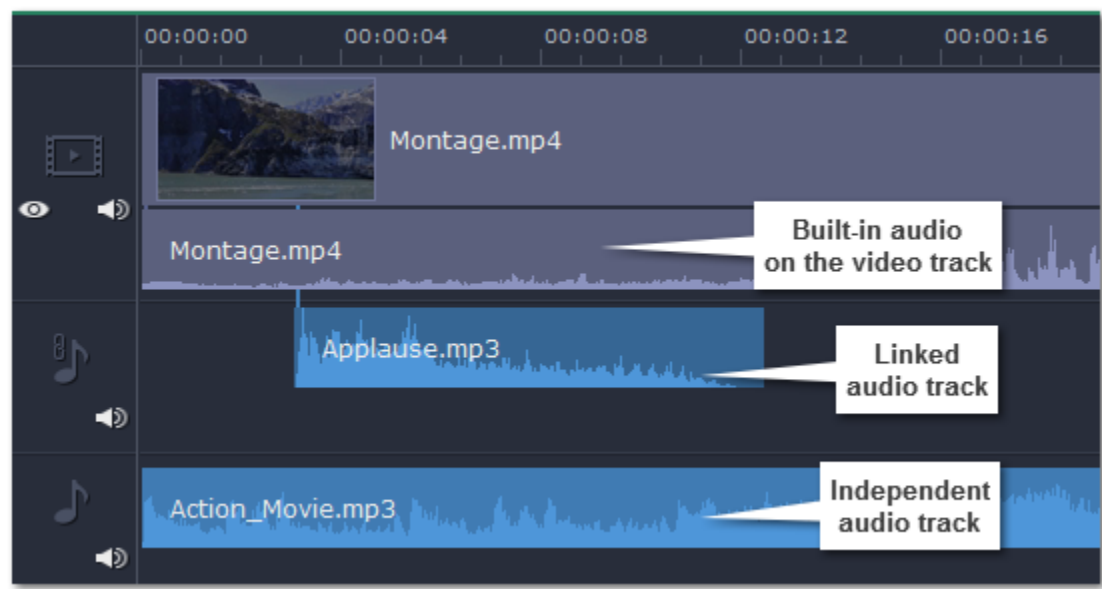 00:00:00 00:00:04 00:00:08 00:00:12 00:00:16
Montage.mp4
Montage.mp4
Built-in audio
on the video track
Applause.mp3
Linked
audio track
Action_Movie.mp3
Independent
audio track